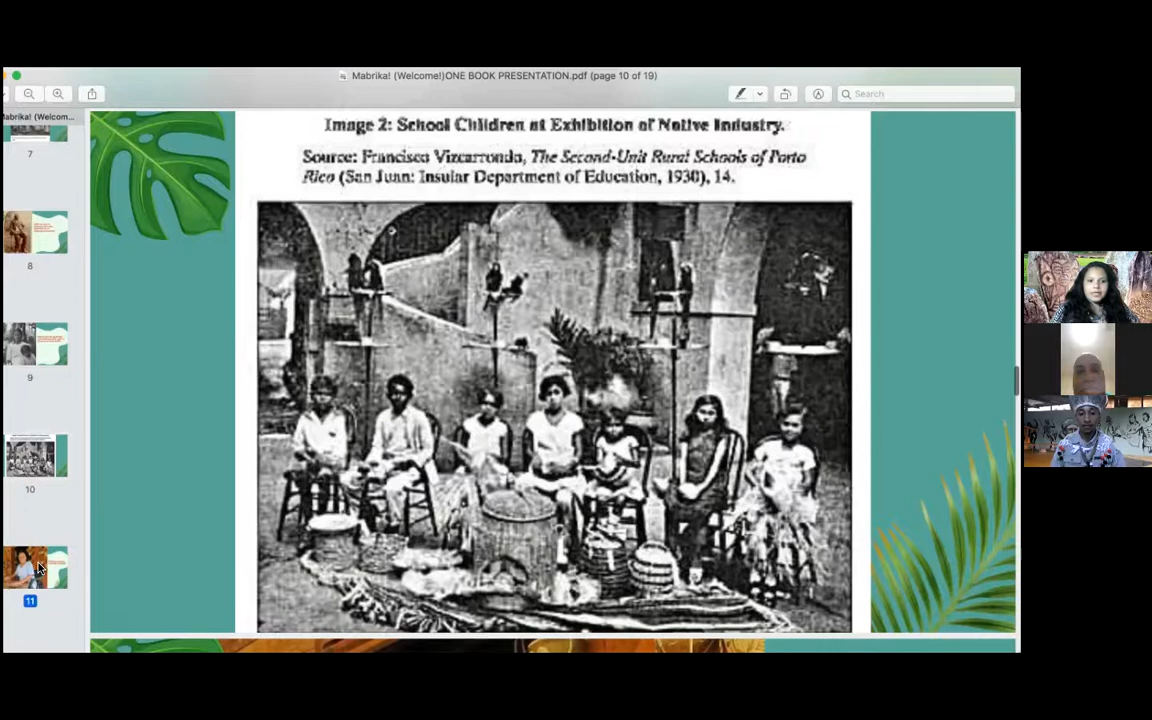 Mabrika! (Welcome!)ONE BOOK PRESENTATION.pdf (page 10 of 19)
Search
Mabrika! (Welcom...
7
8
9
10
11
Image 2: School Children at Exhibition of Native Industry.
Source: Francisco Vizcarrondo, The Second-Unit Rural Schools of Porto
Rico (San Juan: Insular Department of Education, 1930), 14.